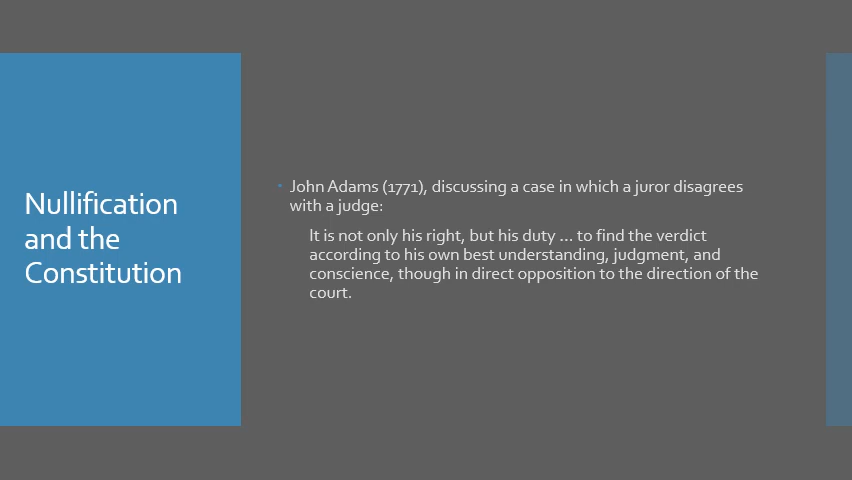 Nullification
and the
Constitution
John Adams (1771), discussing a case in which a juror disagrees
with a judge:
It is not only his right, but his duty … to find the verdict
according to his own best understanding, judgment, and
conscience, though in direct opposition to the direction of the
court.